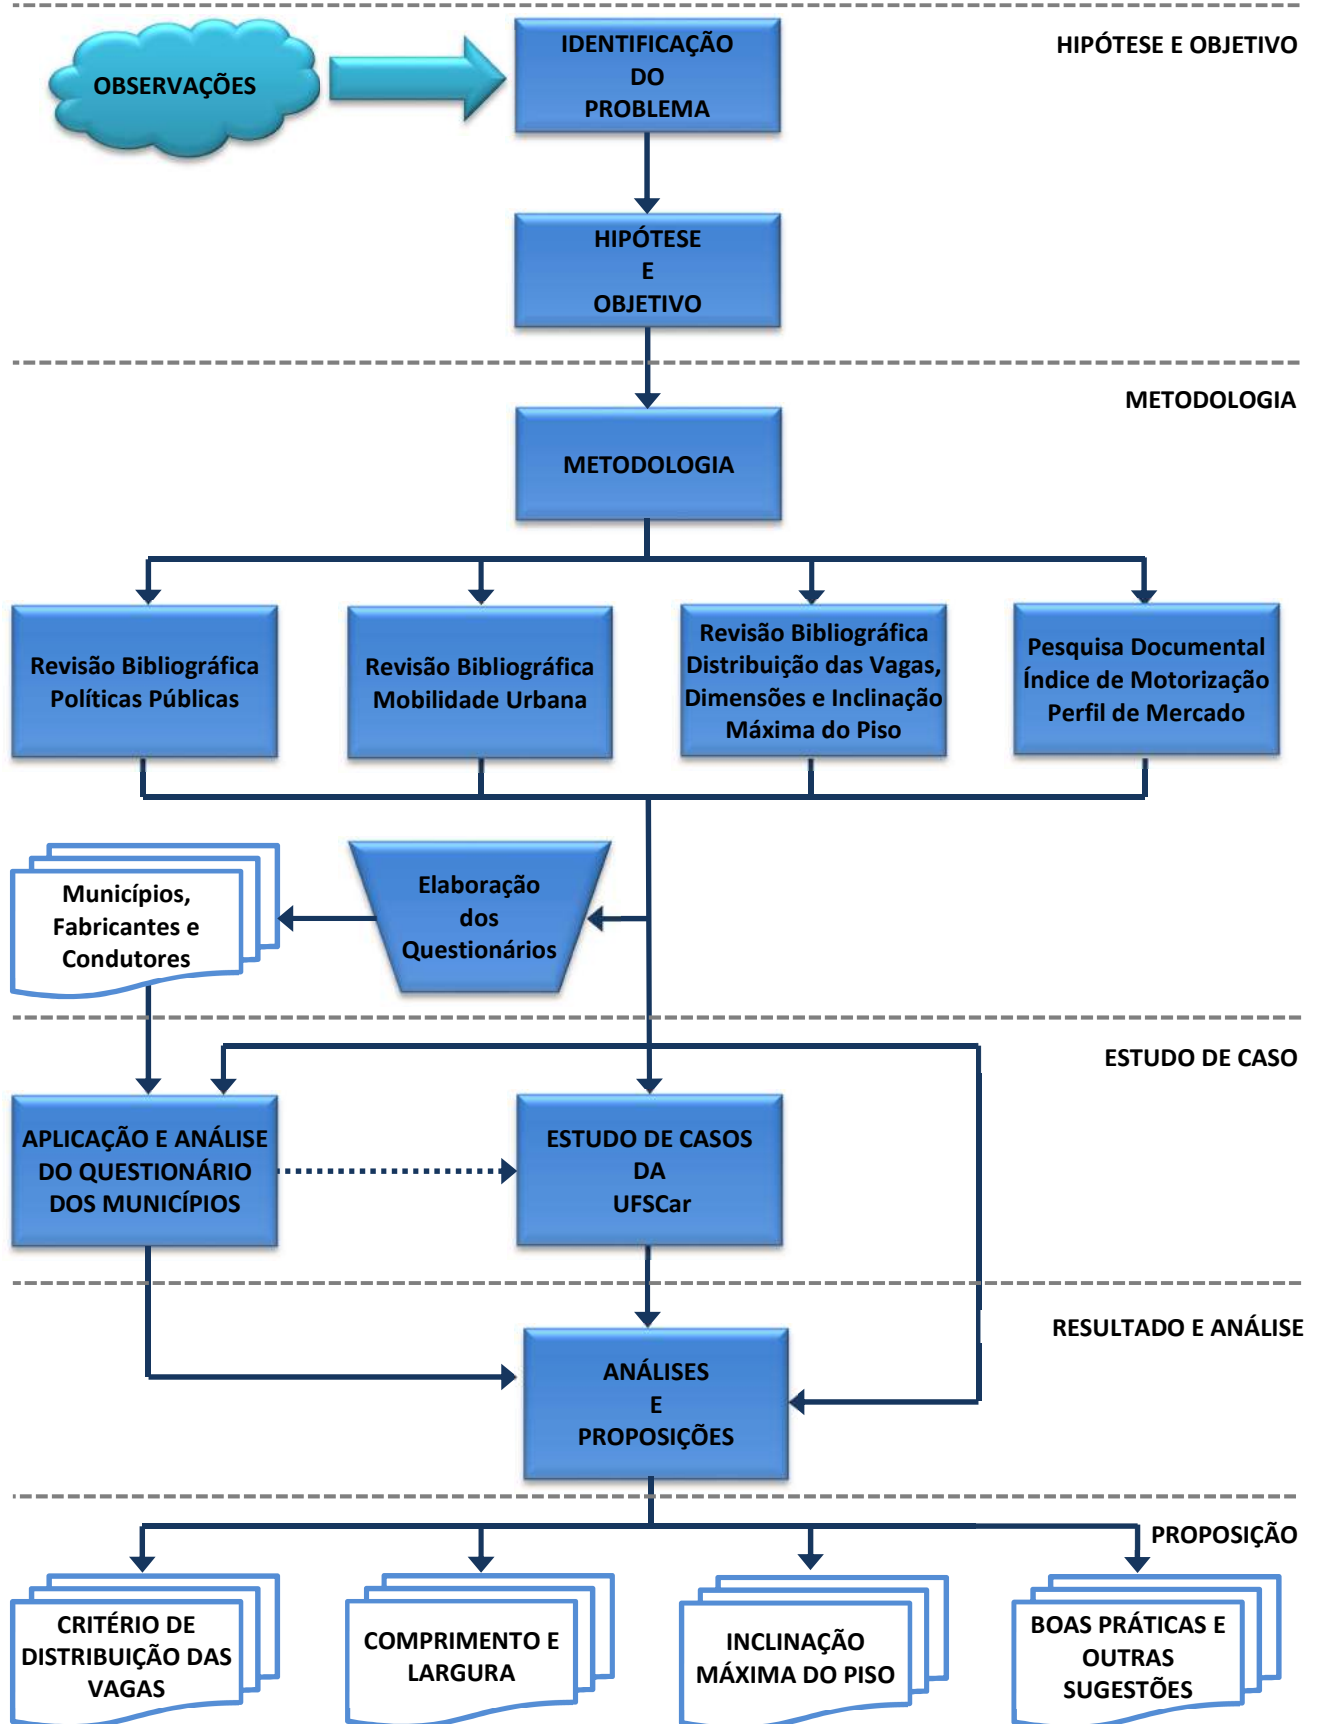 HIPÓTESE E OBJETIVO
OBSERVAÇÕES
IDENTIFICAÇÃO
DO
PROBLEMA
HIPÓTESE
E
OBJETIVO
METODOLOGIA
METODOLOGIA
Revisão Bibliográfica
Políticas Públicas
Revisão Bibliográfica
Mobilidade Urbana
Revisão Bibliográfica
Distribuição das Vagas,
Dimensões e Inclinação
Máxima do Piso
Pesquisa Documental
Índice de Motorização
Perfil de Mercado
Municípios,
Fabricantes e
Condutores
Elaboração
dos
Questionários
ESTUDO DE CASO
APLICAÇÃO E ANÁLISE
DO QUESTIONÁRIO
DOS MUNICÍPIOS
ESTUDO DE CASOS
DA
UFSCar
RESULTADO E ANÁLISE
ANÁLISES
E
PROPOSIÇÕES
PROPOSIÇÃO
CRITÉRIO DE
DISTRIBUIÇÃO DAS
VAGAS
COMPRIMENTO E
LARGURA
INCLINAÇÃO
MÁXIMA DO PISO
BOAS PRÁTICAS E
OUTRAS
SUGESTÕES